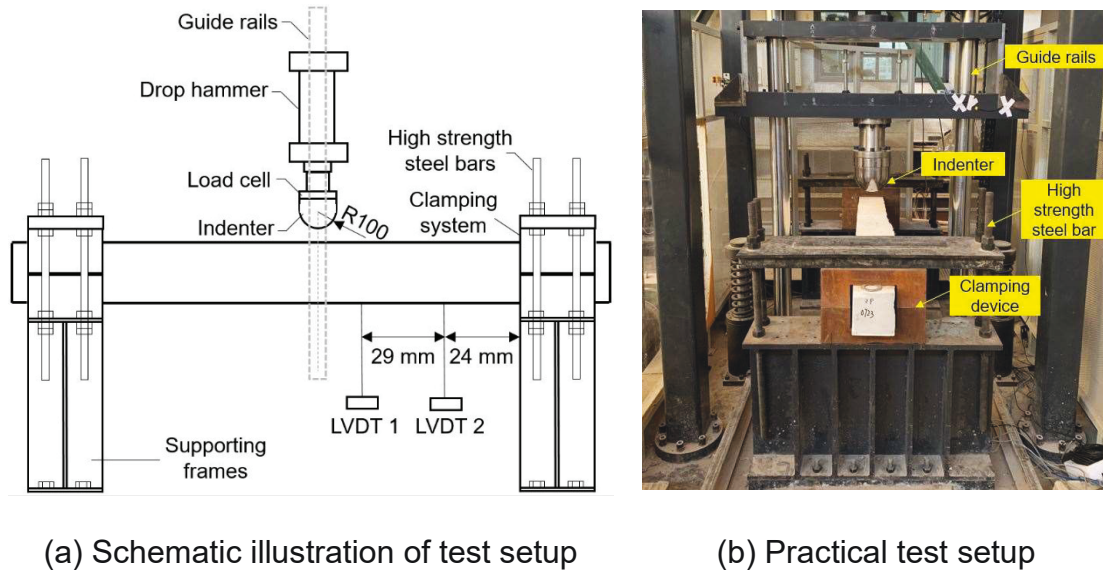 Guide rails
Drop hammer
High strength
steel bars
Load cell
Clamping
system
Indenter
R100
29 mm
24 mm
LVDT 1
LVDT 2
Supporting
frames
(a) Schematic illustration of test setup
Guide rails
Indenter
High
strength
steel bar
Clamping
device
0723
(b) Practical test setup